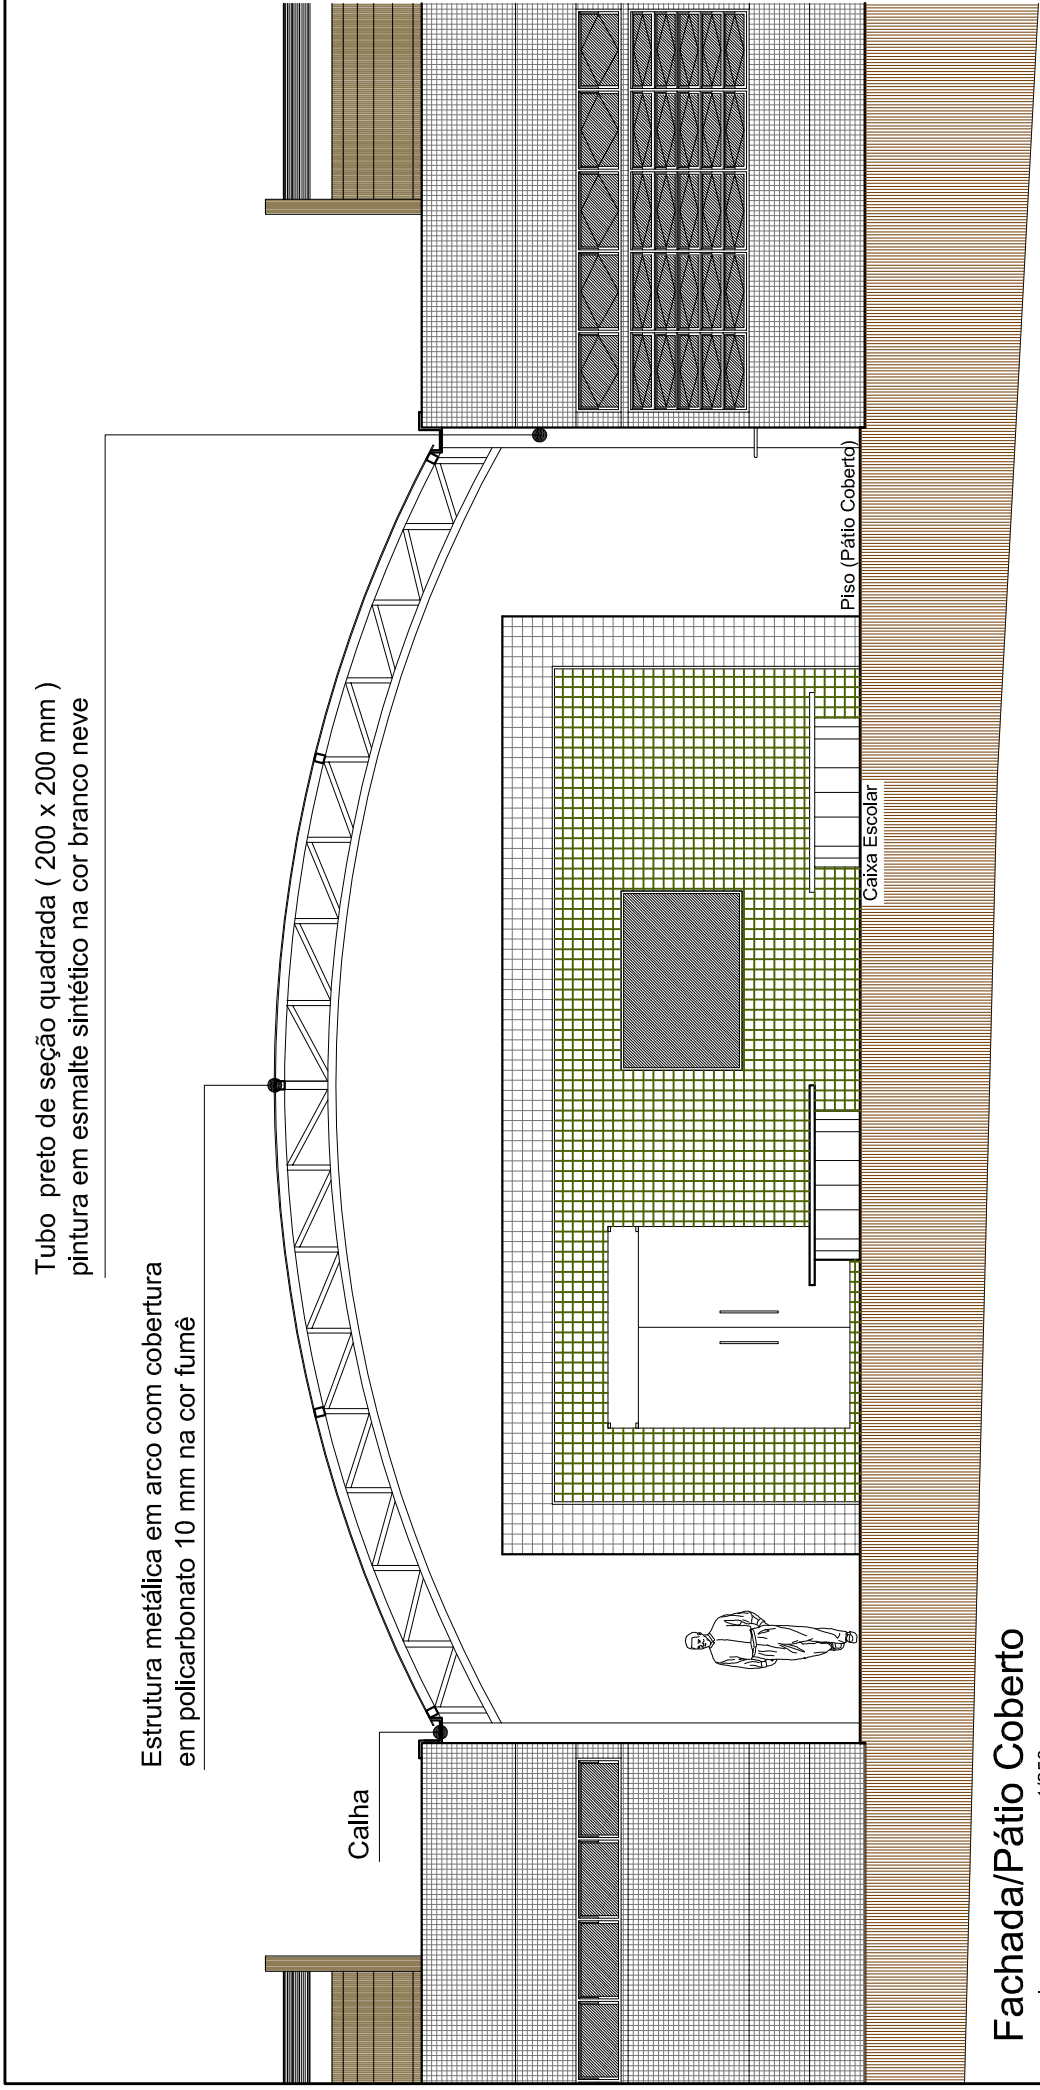 Tubo preto de seção quadrada ( 200 x 200 mm )
pintura em esmalte sintético na cor branco neve
Estrutura metálica em arco com cobertura
em policarbonato 10 mm na cor fumê
Calha
Piso (Pátio Coberto)
Caixa Escolar
Fachada/Pátio Coberto